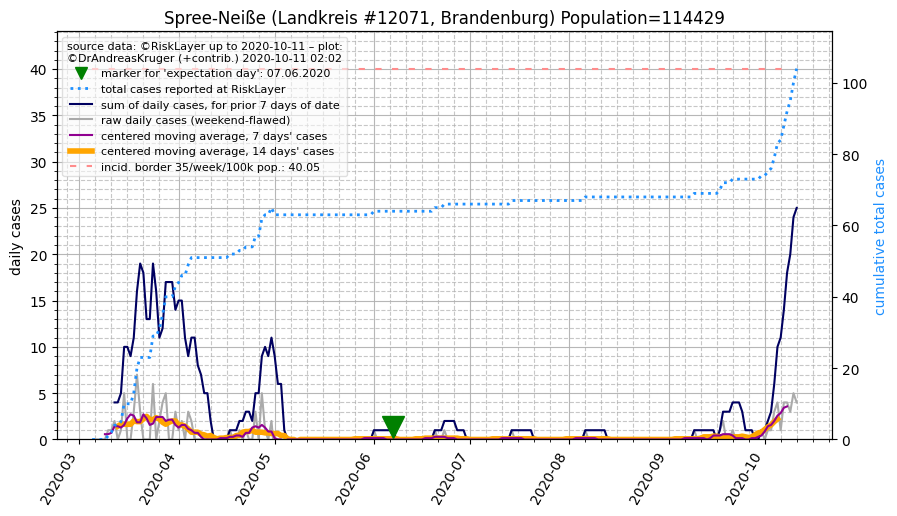 Spree-Neiße (Landkreis #12071, Brandenburg) Population=114429
source data: ©RiskLayer up to 2020-10-11 – plot:
©DrAndreasKruger (+contrib.) 2020-10-11 02:02
marker for 'expectation day': 07.06.2020
total cases reported at RiskLayer
sum of daily cases, for prior 7 days of date
raw daily cases (weekend-flawed)
centered moving average, 7 days' cases
centered moving average, 14 days' cases
incid. border 35/week/100k pop.: 40.05
daily cases
40
35
30
25
20
15
10
5
0
cumulative total cases
100
80
60
40
20
0
2020-03
2020-04
2020-05
2020-06
2020-07
2020-08
2020-09
2020-10